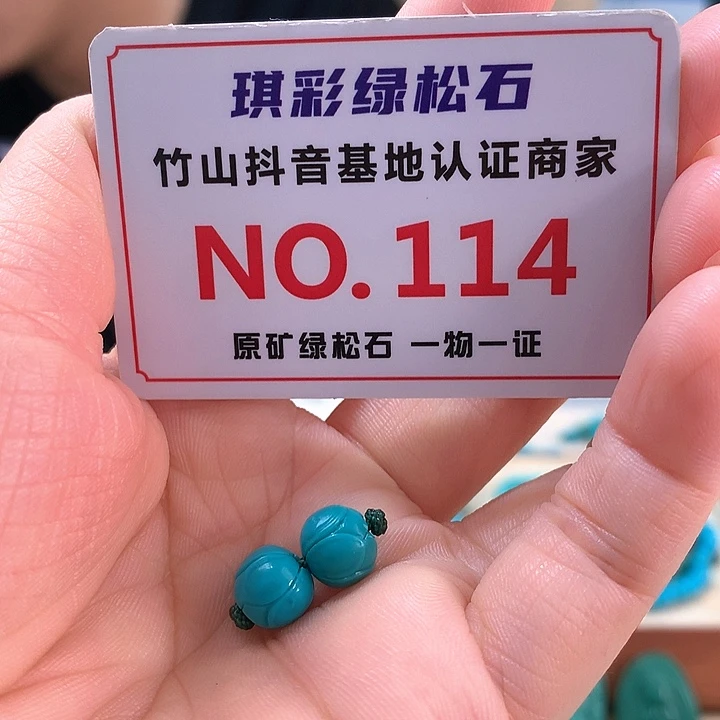 琪彩绿松石
竹山抖音基地认证商家
NO.114
原矿绿松石 一物一证